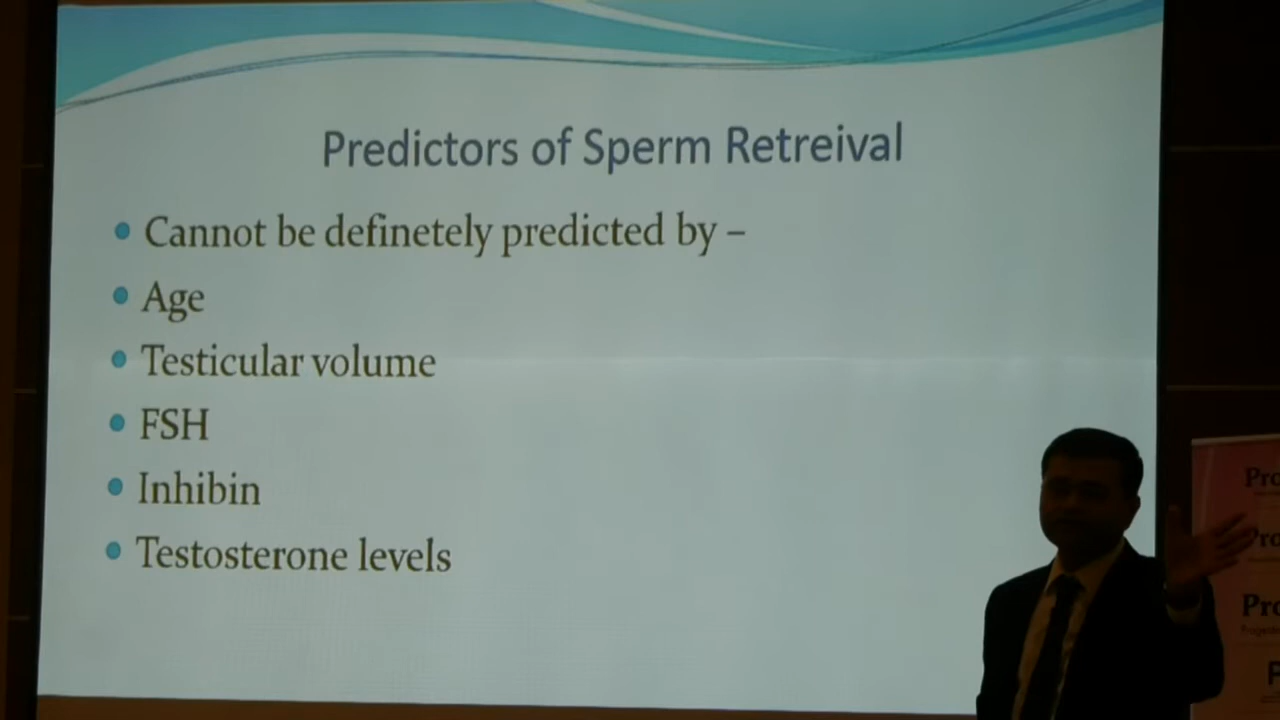 Predictors of Sperm Retreival
Cannot be definetely predicted by –
Age
Testicular volume
FSH
Inhibin
Testosterone levels